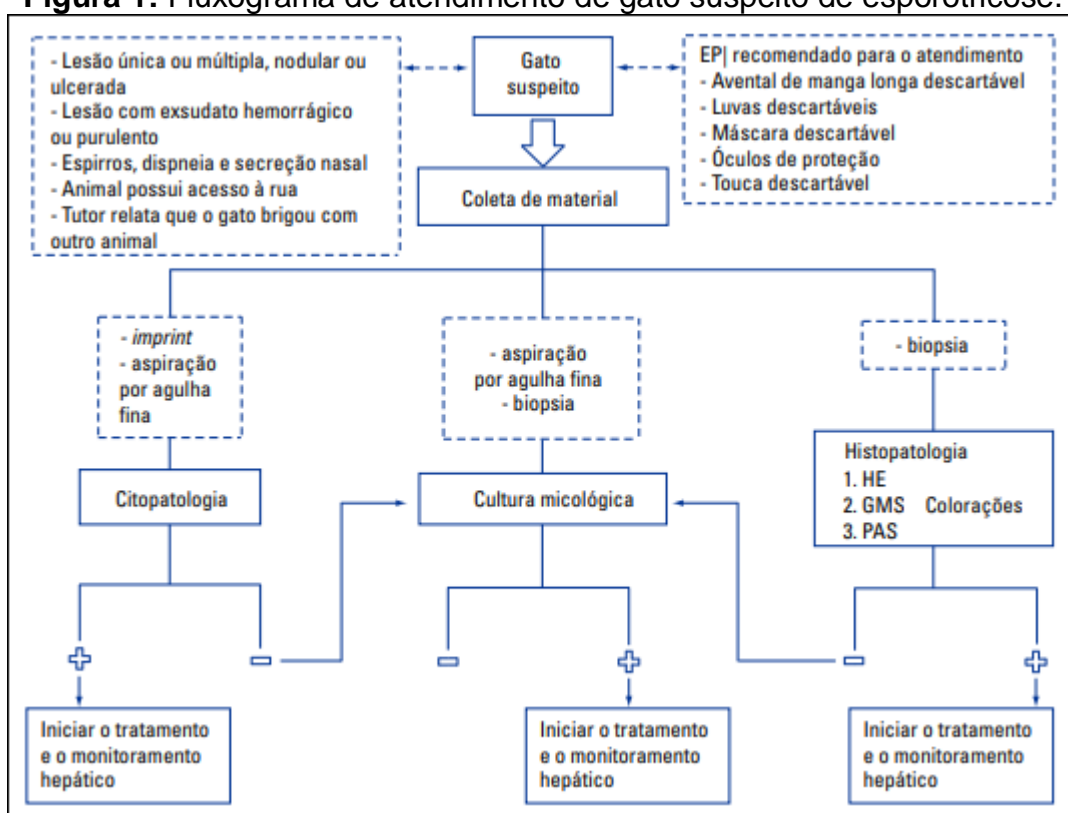 Figura 1: Fluxograma de atendimento de gato suspeito de esporotricose.
- Lesão única ou múltipla, nodular ou
ulcerada
- Lesão com exsudato hemorrágico
ou purulento
- Espirros, dispneia e secreção nasal
- Animal possui acesso à rua
- Tutor relata que o gato brigou com
outro animal
Gato
suspeito
EP| recomendado para o atendimento
- Avental de manga longa descartável
- Luvas descartáveis
- Máscara descartável
- Óculos de proteção
- Touca descartável
Coleta de material
- imprint
- aspiração
por agulha
fina
- aspiração
por agulha fina
- biopsia
- biopsia
Citopatologia
Cultura micológica
Histopatologia
1. HE
2. GMS Colorações
3. PAS
Iniciar o tratamento
e o monitoramento
hepático
Iniciar o tratamento
e o monitoramento
hepático
Iniciar o tratamento
e o monitoramento
hepático